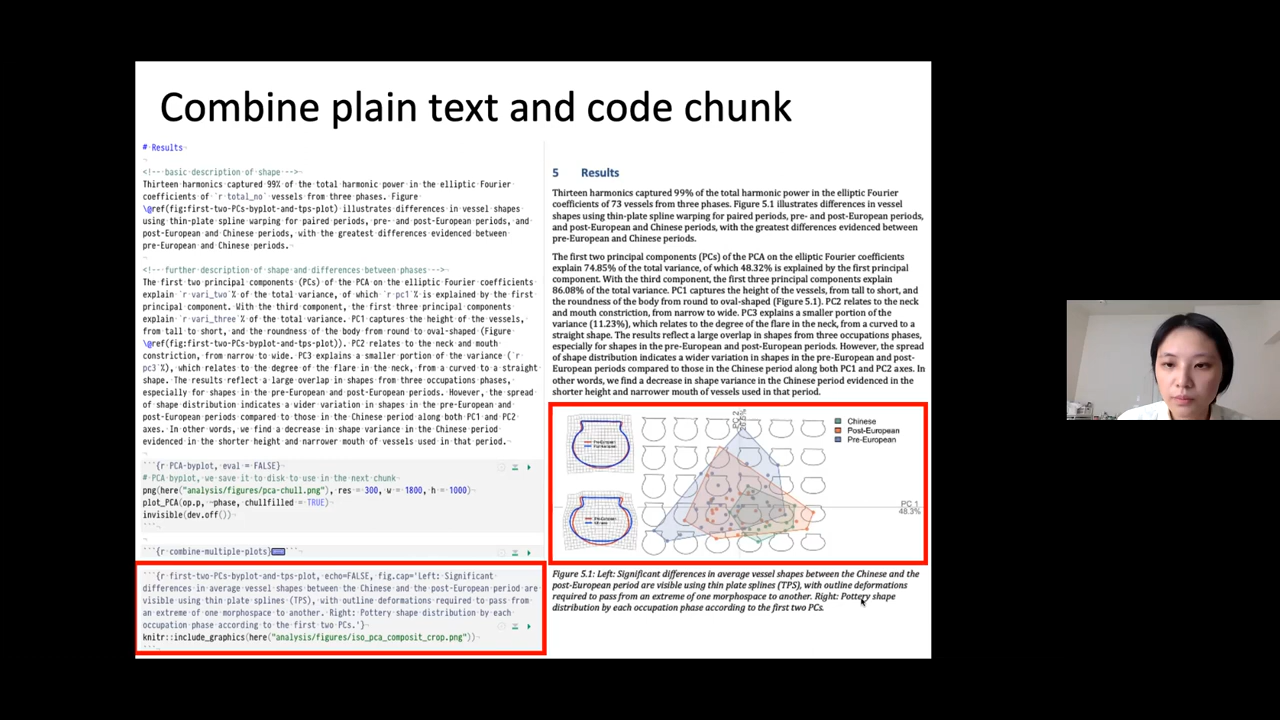 Combine plain text and code chunk
# Results
<!-- basic description of shape -->
Thirteen harmonics captured 99% of the total harmonic power in the elliptic Fourier
coefficients of `r total_no` vessels from three phases. Figure
\@ref(fig:first-two-PCs-byplot-and-tps-plot) illustrates differences in vessel shapes
using thin-plate spline warping for paired periods, pre- and post-European periods, and
post-European and Chinese periods, with the greatest differences evidenced between
pre-European and Chinese periods.
<!-- further description of shape and differences between phases -->
The first two principal components (PCs) of the PCA on the elliptic Fourier coefficients
explain `r vari_two`% of the total variance, of which `r pc1`% is explained by the first
principal component. With the third component, the first three principal components
explain `r vari_three`% of the total variance. PC1 captures the height of the vessels,
from tall to short, and the roundness of the body from round to oval-shaped (Figure
\@ref(fig:first-two-PCs-byplot-and-tps-plot)). PC2 relates to the neck and mouth
constriction, from narrow to wide. PC3 explains a smaller portion of the variance (`r
pc3`%), which relates to the degree of the flare in the neck, from a curved to a straight
shape. The results reflect a large overlap in shapes from three occupations phases,
especially for shapes in the pre-European and post-European periods. However, the spread
of shape distribution indicates a wider variation in shapes in the pre-European and
post-European periods compared to those in the Chinese period along both PC1 and PC2
axes. In other words, we find a decrease in shape variance in the Chinese period
evidenced in the shorter height and narrower mouth of vessels used in that period.
```{r PCA-byplot, eval = FALSE}
# PCA byplot, we save it to disk to use in the next chunk
png(here("analysis/figures/pca-chull.png"), res = 300, w = 1800, h = 1000)
plot_PCA(op.p, ~phase, chullfilled = TRUE)
invisible(dev.off())
```
```{r combine-multiple-plots}```
```{r first-two-PCs-byplot-and-tps-plot, echo=FALSE, fig.cap='Left: Significant
differences in average vessel shapes between the Chinese and the post-European period are
visible using thin plate splines (TPS), with outline deformations required to pass from
an extreme of one morphospace to another. Right: Pottery shape distribution by each
occupation phase according to the first two PCs.'}
knitr::include_graphics(here("analysis/figures/iso_pca_composit_crop.png"))
```
5 Results
Thirteen harmonics captured 99% of the total harmonic power in the elliptic Fourier
coefficients of 73 vessels from three phases. Figure 5.1 illustrates differences in vessel
shapes using thin-plate spline warping for paired periods, pre- and post-European periods,
and post-European and Chinese periods, with the greatest differences evidenced between
pre-European and Chinese periods.
The first two principal components (PCs) of the PCA on the elliptic Fourier coefficients
explain 74.85% of the total variance, of which 48.32% is explained by the first principal
component. With the third component, the first three principal components explain
86.08% of the total variance. PC1 captures the height of the vessels, from tall to short, and
the roundness of the body from round to oval-shaped (Figure 5.1). PC2 relates to the neck
and mouth constriction, from narrow to wide. PC3 explains a smaller portion of the
variance (11.23%), which relates to the degree of the flare in the neck, from a curved to a
straight shape. The results reflect a large overlap in shapes from three occupations phases,
especially for shapes in the pre-European and post-European periods. However, the spread
of shape distribution indicates a wider variation in shapes in the pre-European and post-
European periods compared to those in the Chinese period along both PC1 and PC2 axes. In
other words, we find a decrease in shape variance in the Chinese period evidenced in the
shorter height and narrower mouth of vessels used in that period.
PC 2
Chinese
Post-European
Pre-European
PC 1
48.3%
Figure 5.1: Left: Significant differences in average vessel shapes between the Chinese and the
post-European period are visible using thin plate splines (TPS), with outline deformations
required to pass from an extreme of one morphospace to another. Right: Pottery shape
distribution by each occupation phase according to the first two PCs.